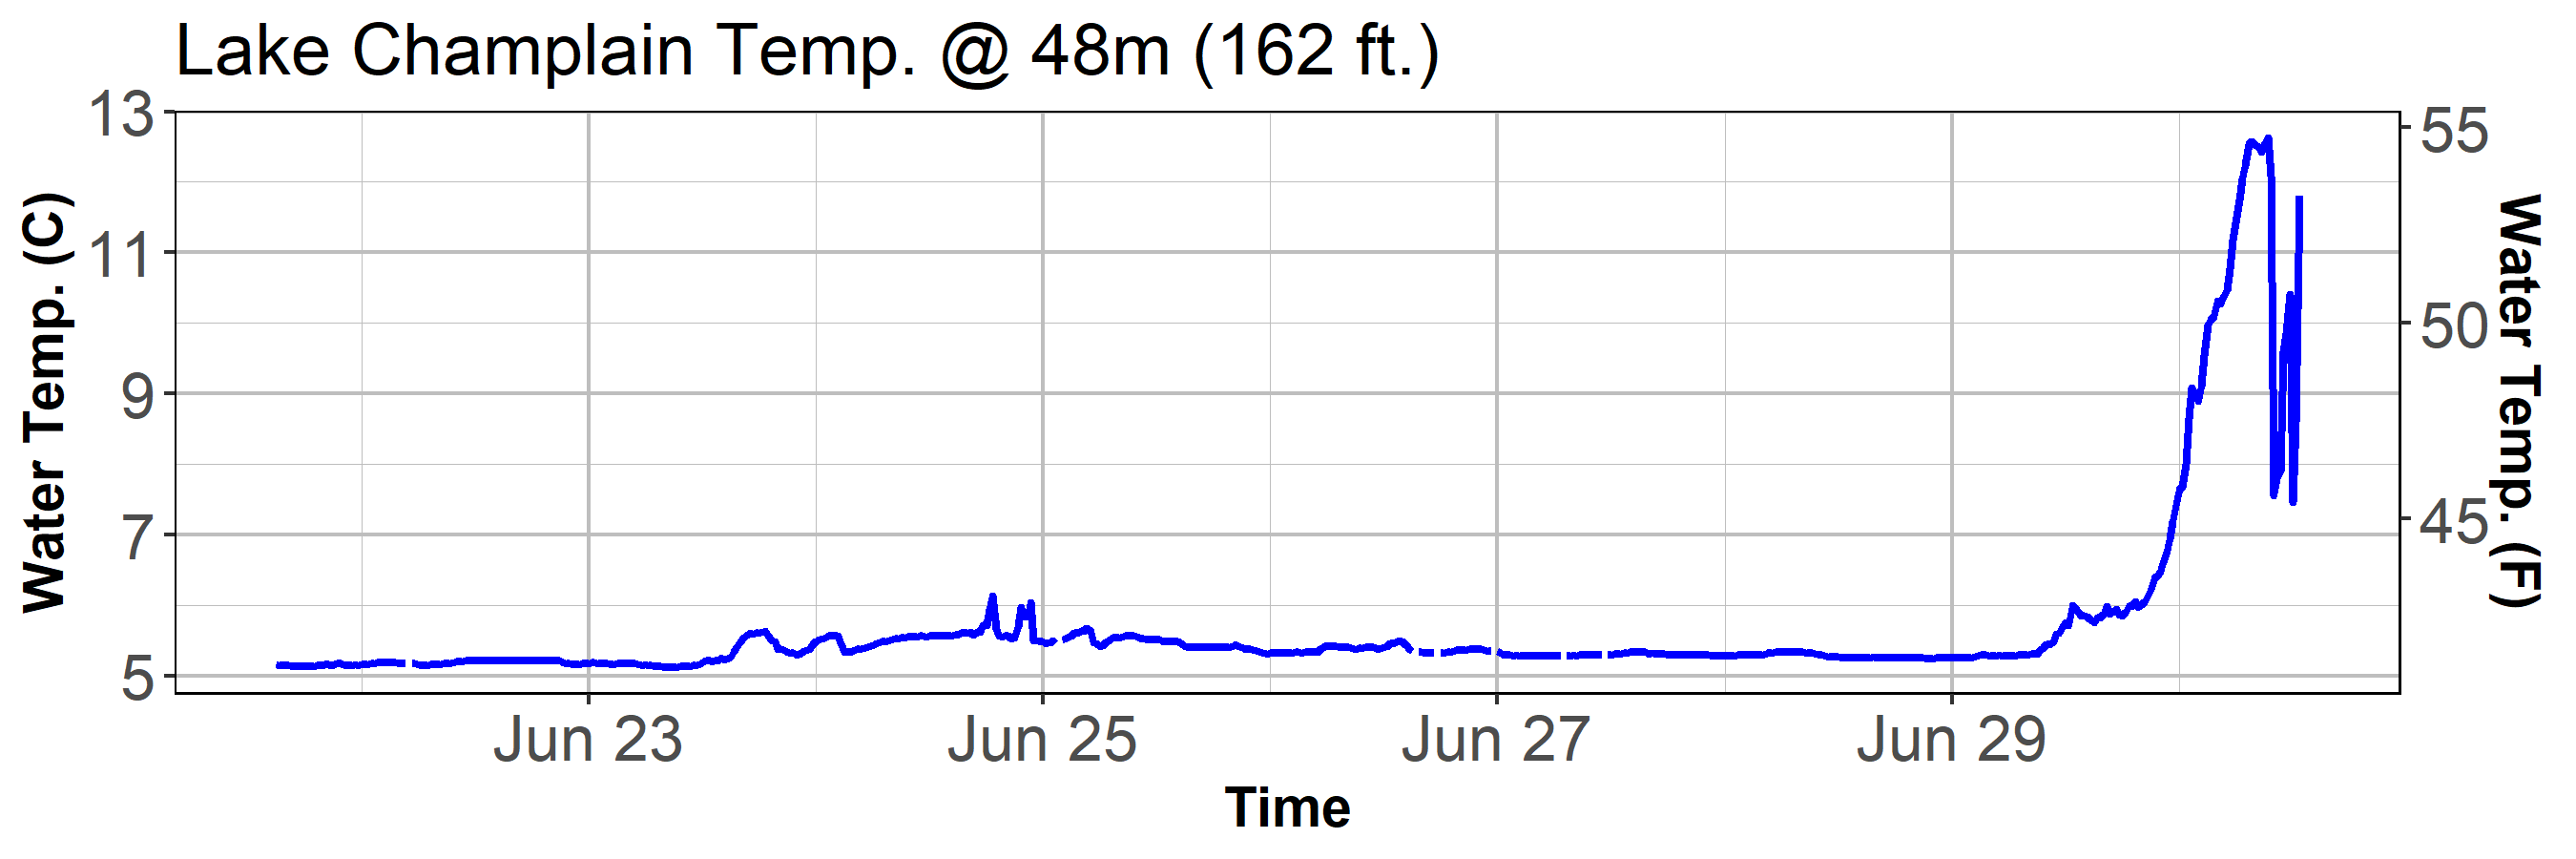 Lake Champlain Temp. @ 48m (162 ft.)
13
11
9
7
5
Water Temp. (C)
55
50
45
Water Temp. (F)
Jun 23
Jun 25
Jun 27
Jun 29
Time